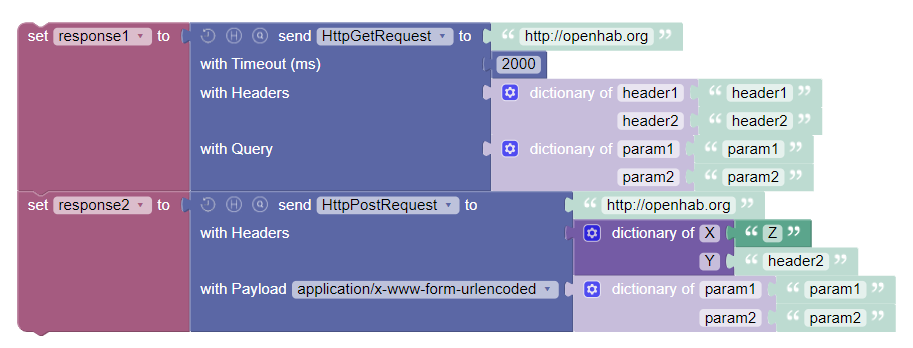 set response1 to send HttpGetRequest to “ http://openhab.org ”
with Timeout (ms) 2000
with Headers dictionary of header1 “ header1 ”
header2 “ header2 ”
with Query dictionary of param1 “ param1 ”
param2 “ param2 ”
set response2 to send HttpPostRequest to “ http://openhab.org ”
with Headers dictionary of X “ Z ”
Y “ header2 ”
with Payload application/x-www-form-urlencoded dictionary of param1 “ param1 ”
param2 “ param2 ”